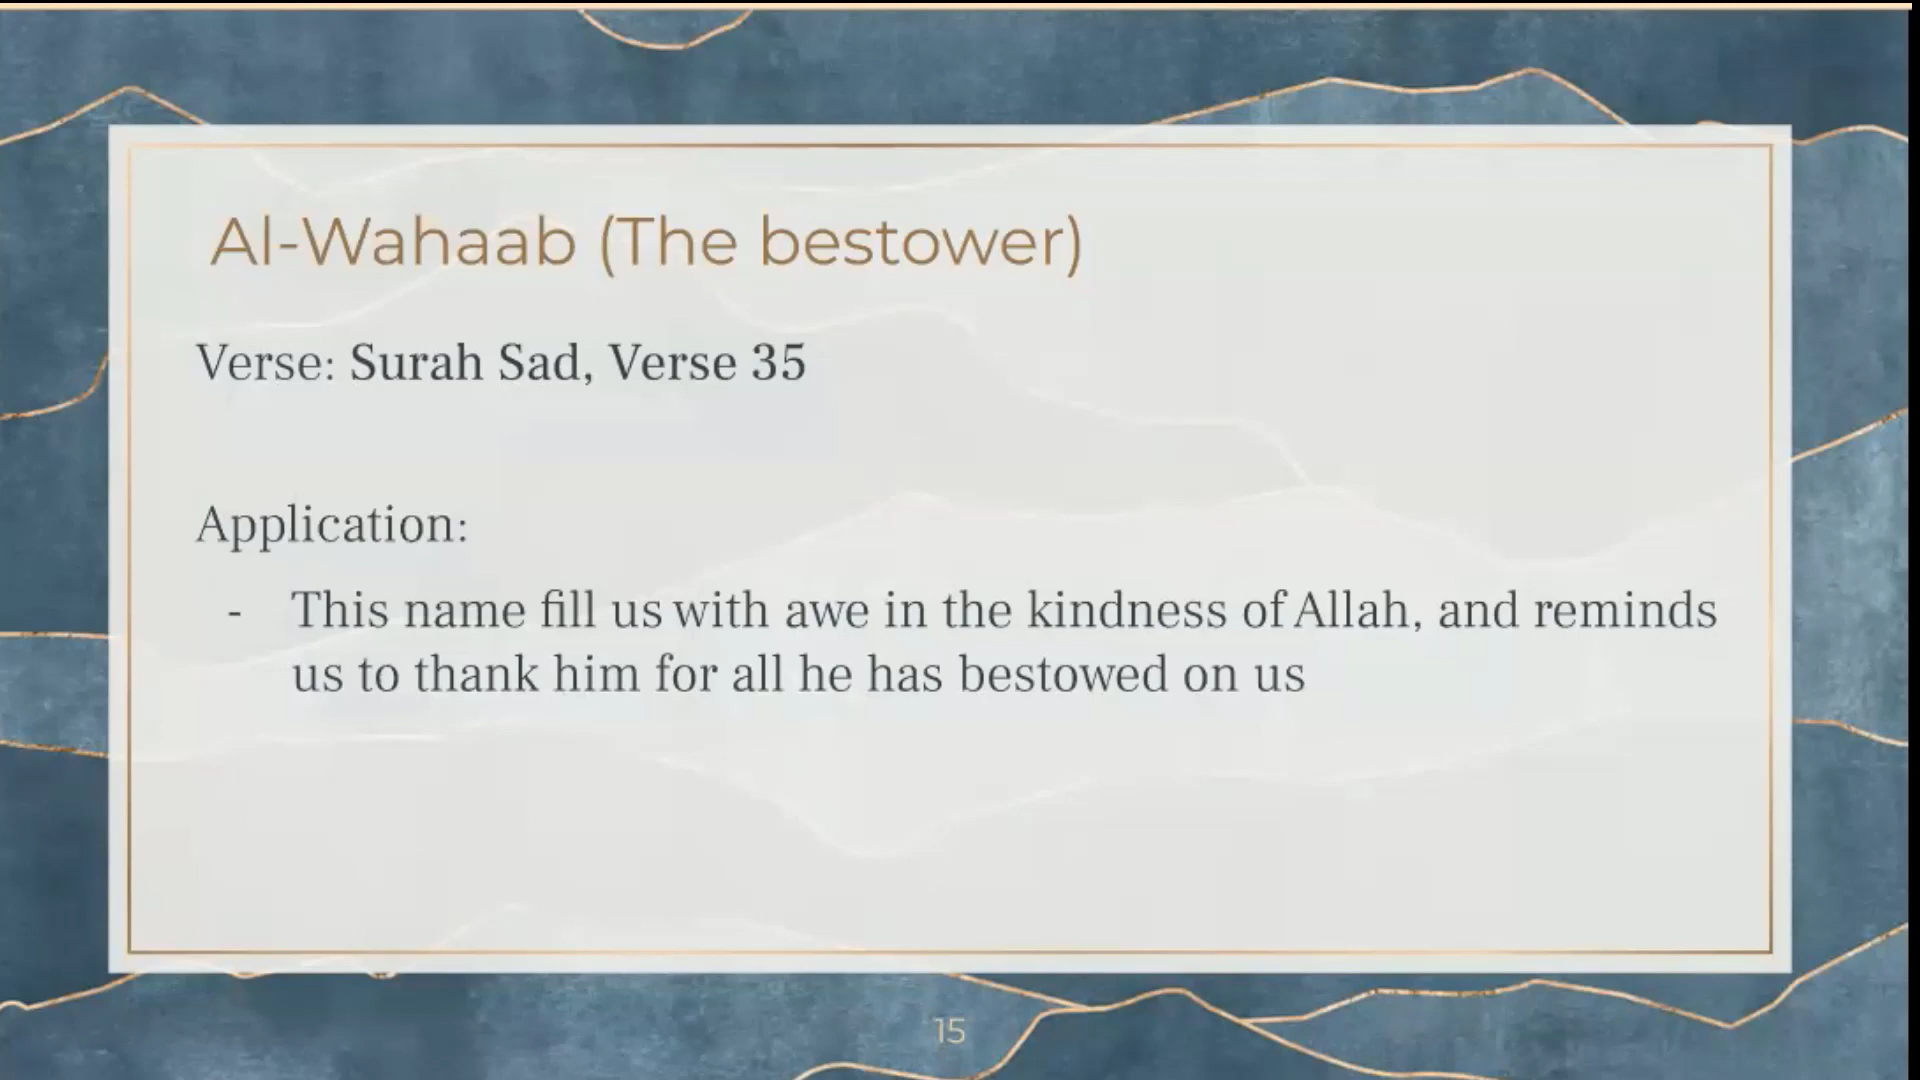 Al-Wahaab (The bestower)
Verse: Surah Sad, Verse 35
Application:
- This name fill us with awe in the kindness of Allah, and reminds
us to thank him for all he has bestowed on us
15